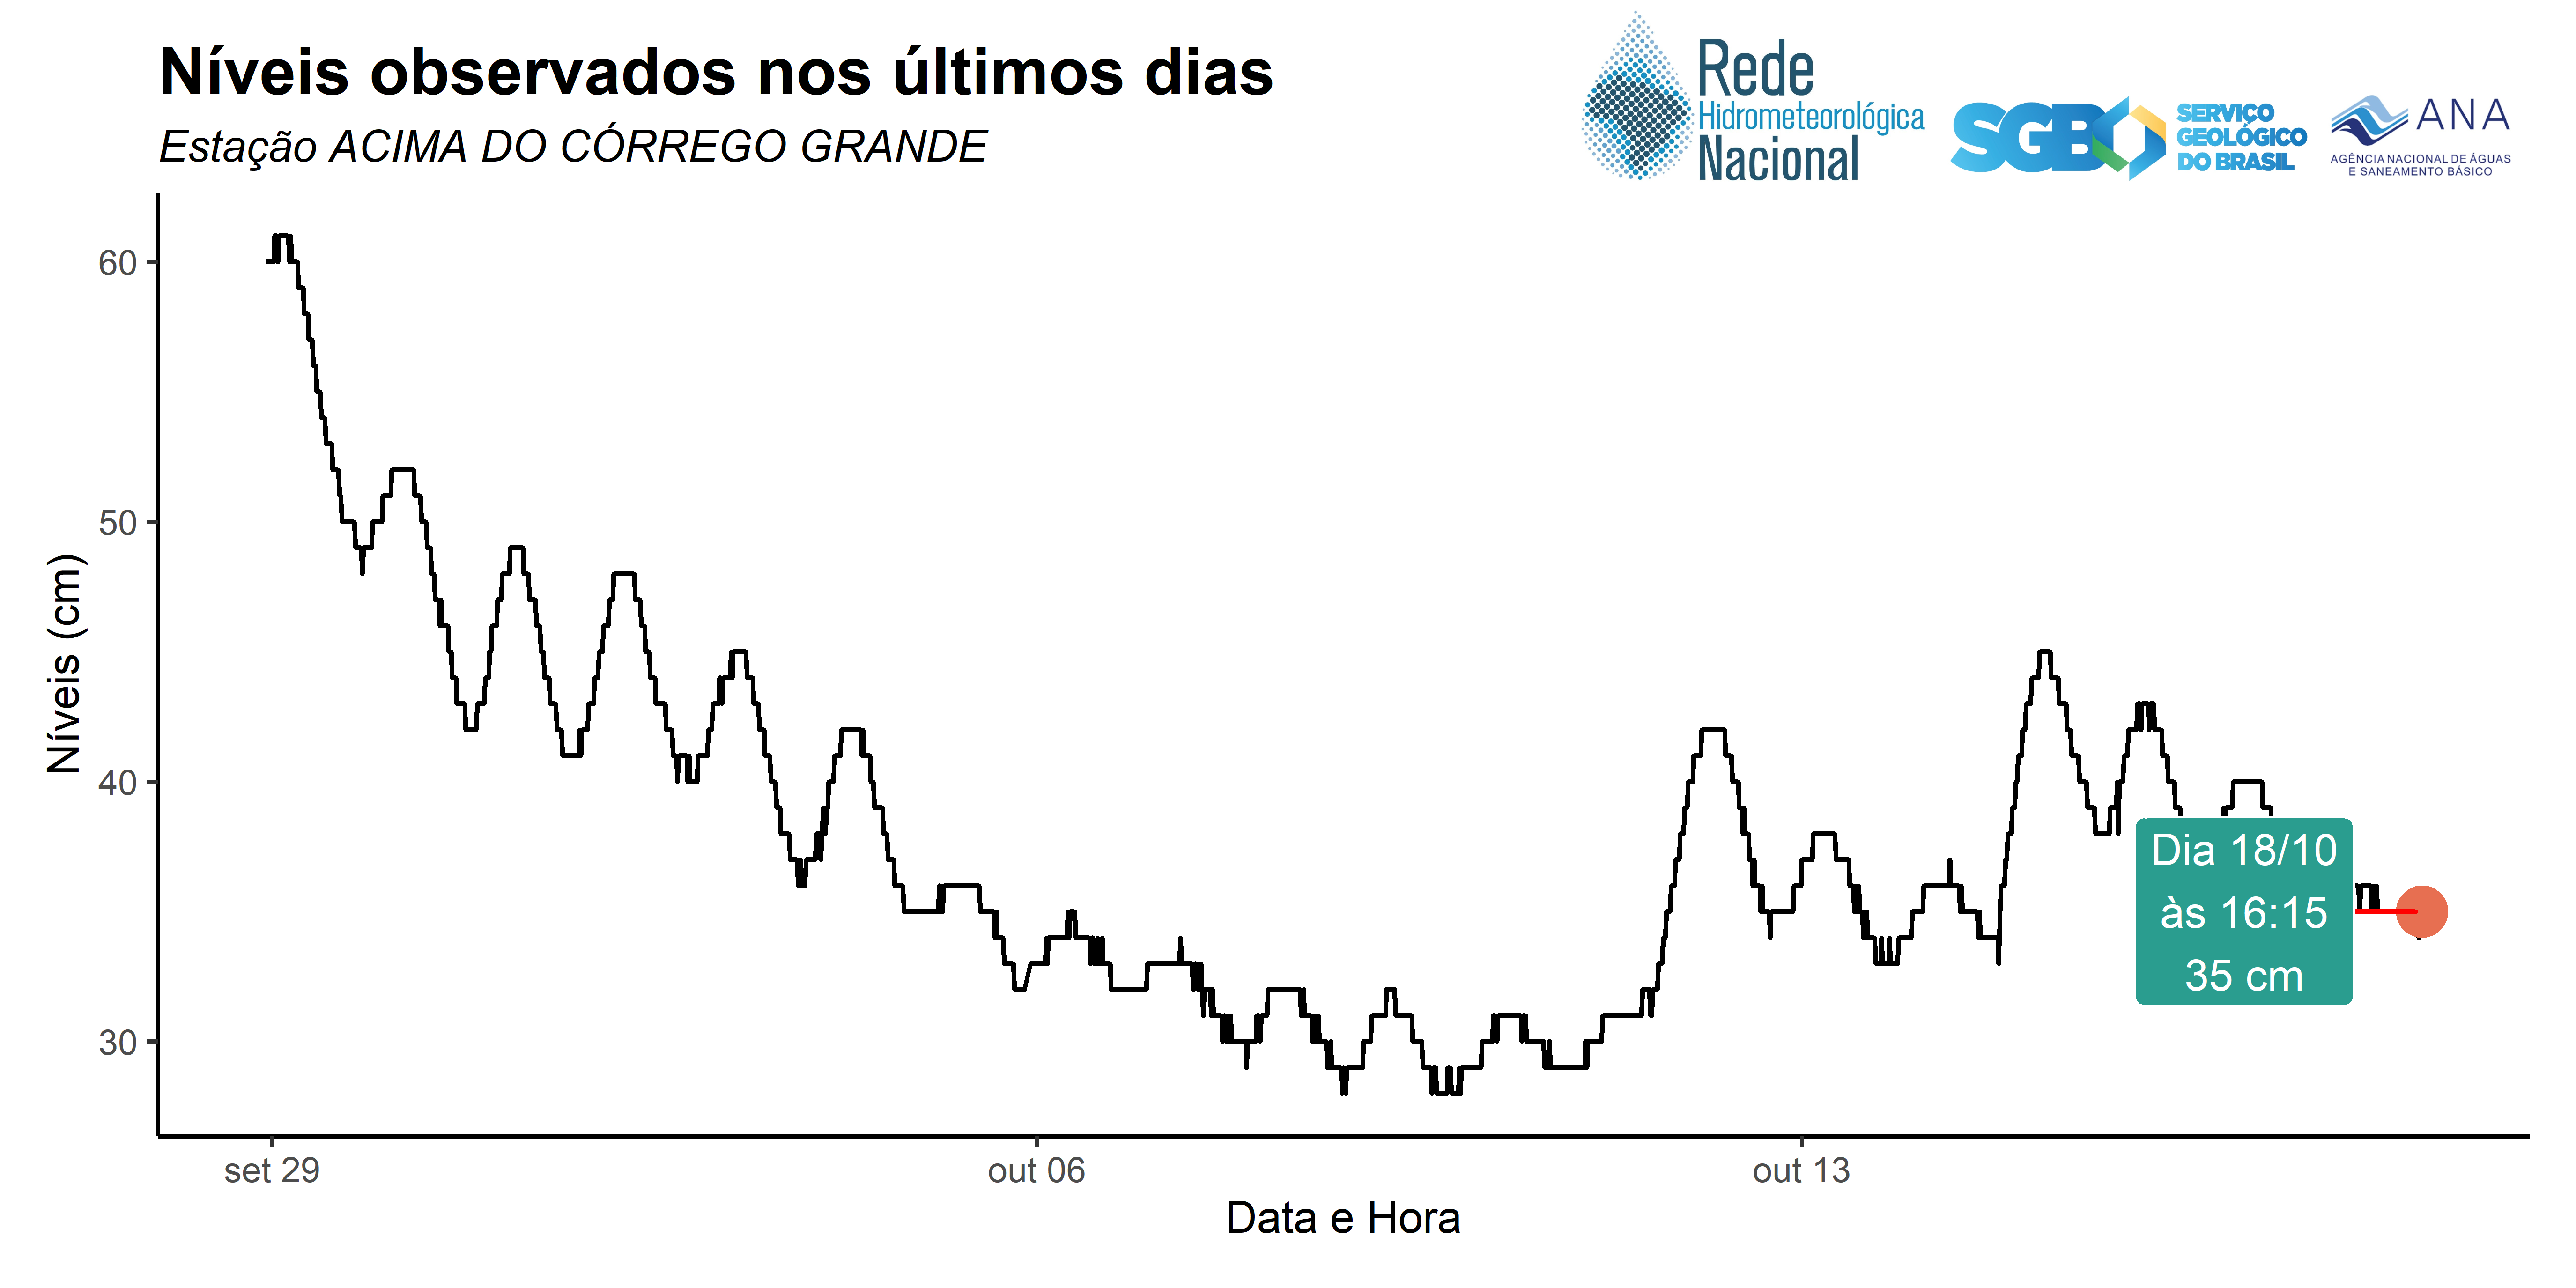 Níveis observados nos últimos dias
Estação ACIMA DO CÓRREGO GRANDE
Rede
Hidrometeorológica
Nacional
SGB
SERVIÇO
GEOLÓGICO
DO BRASIL
ANA
AGÊNCIA NACIONAL DE ÁGUAS
E SANEAMENTO BÁSICO
Níveis (cm)
60
50
40
30
Dia 18/10
às 16:15
35 cm
set 29
out 06
out 13
Data e Hora